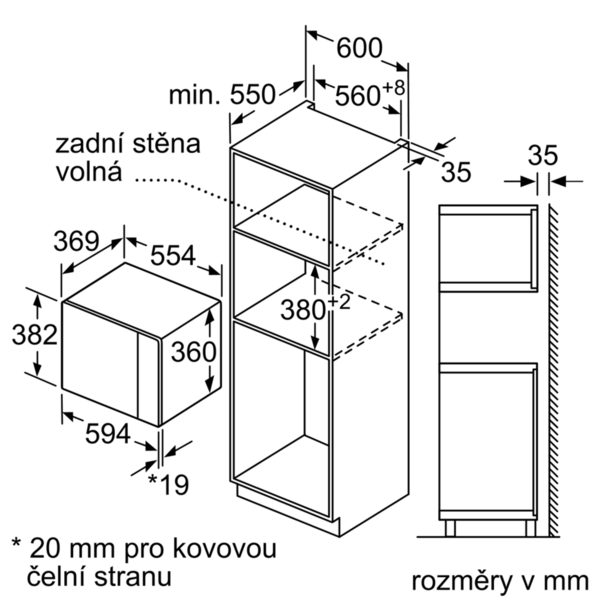 600
min. 550
560+8
zadní stěna
volná
35
35
369
554
382
360
380+2
594
*19
* 20 mm pro kovovou
čelní stranu
rozměry v mm